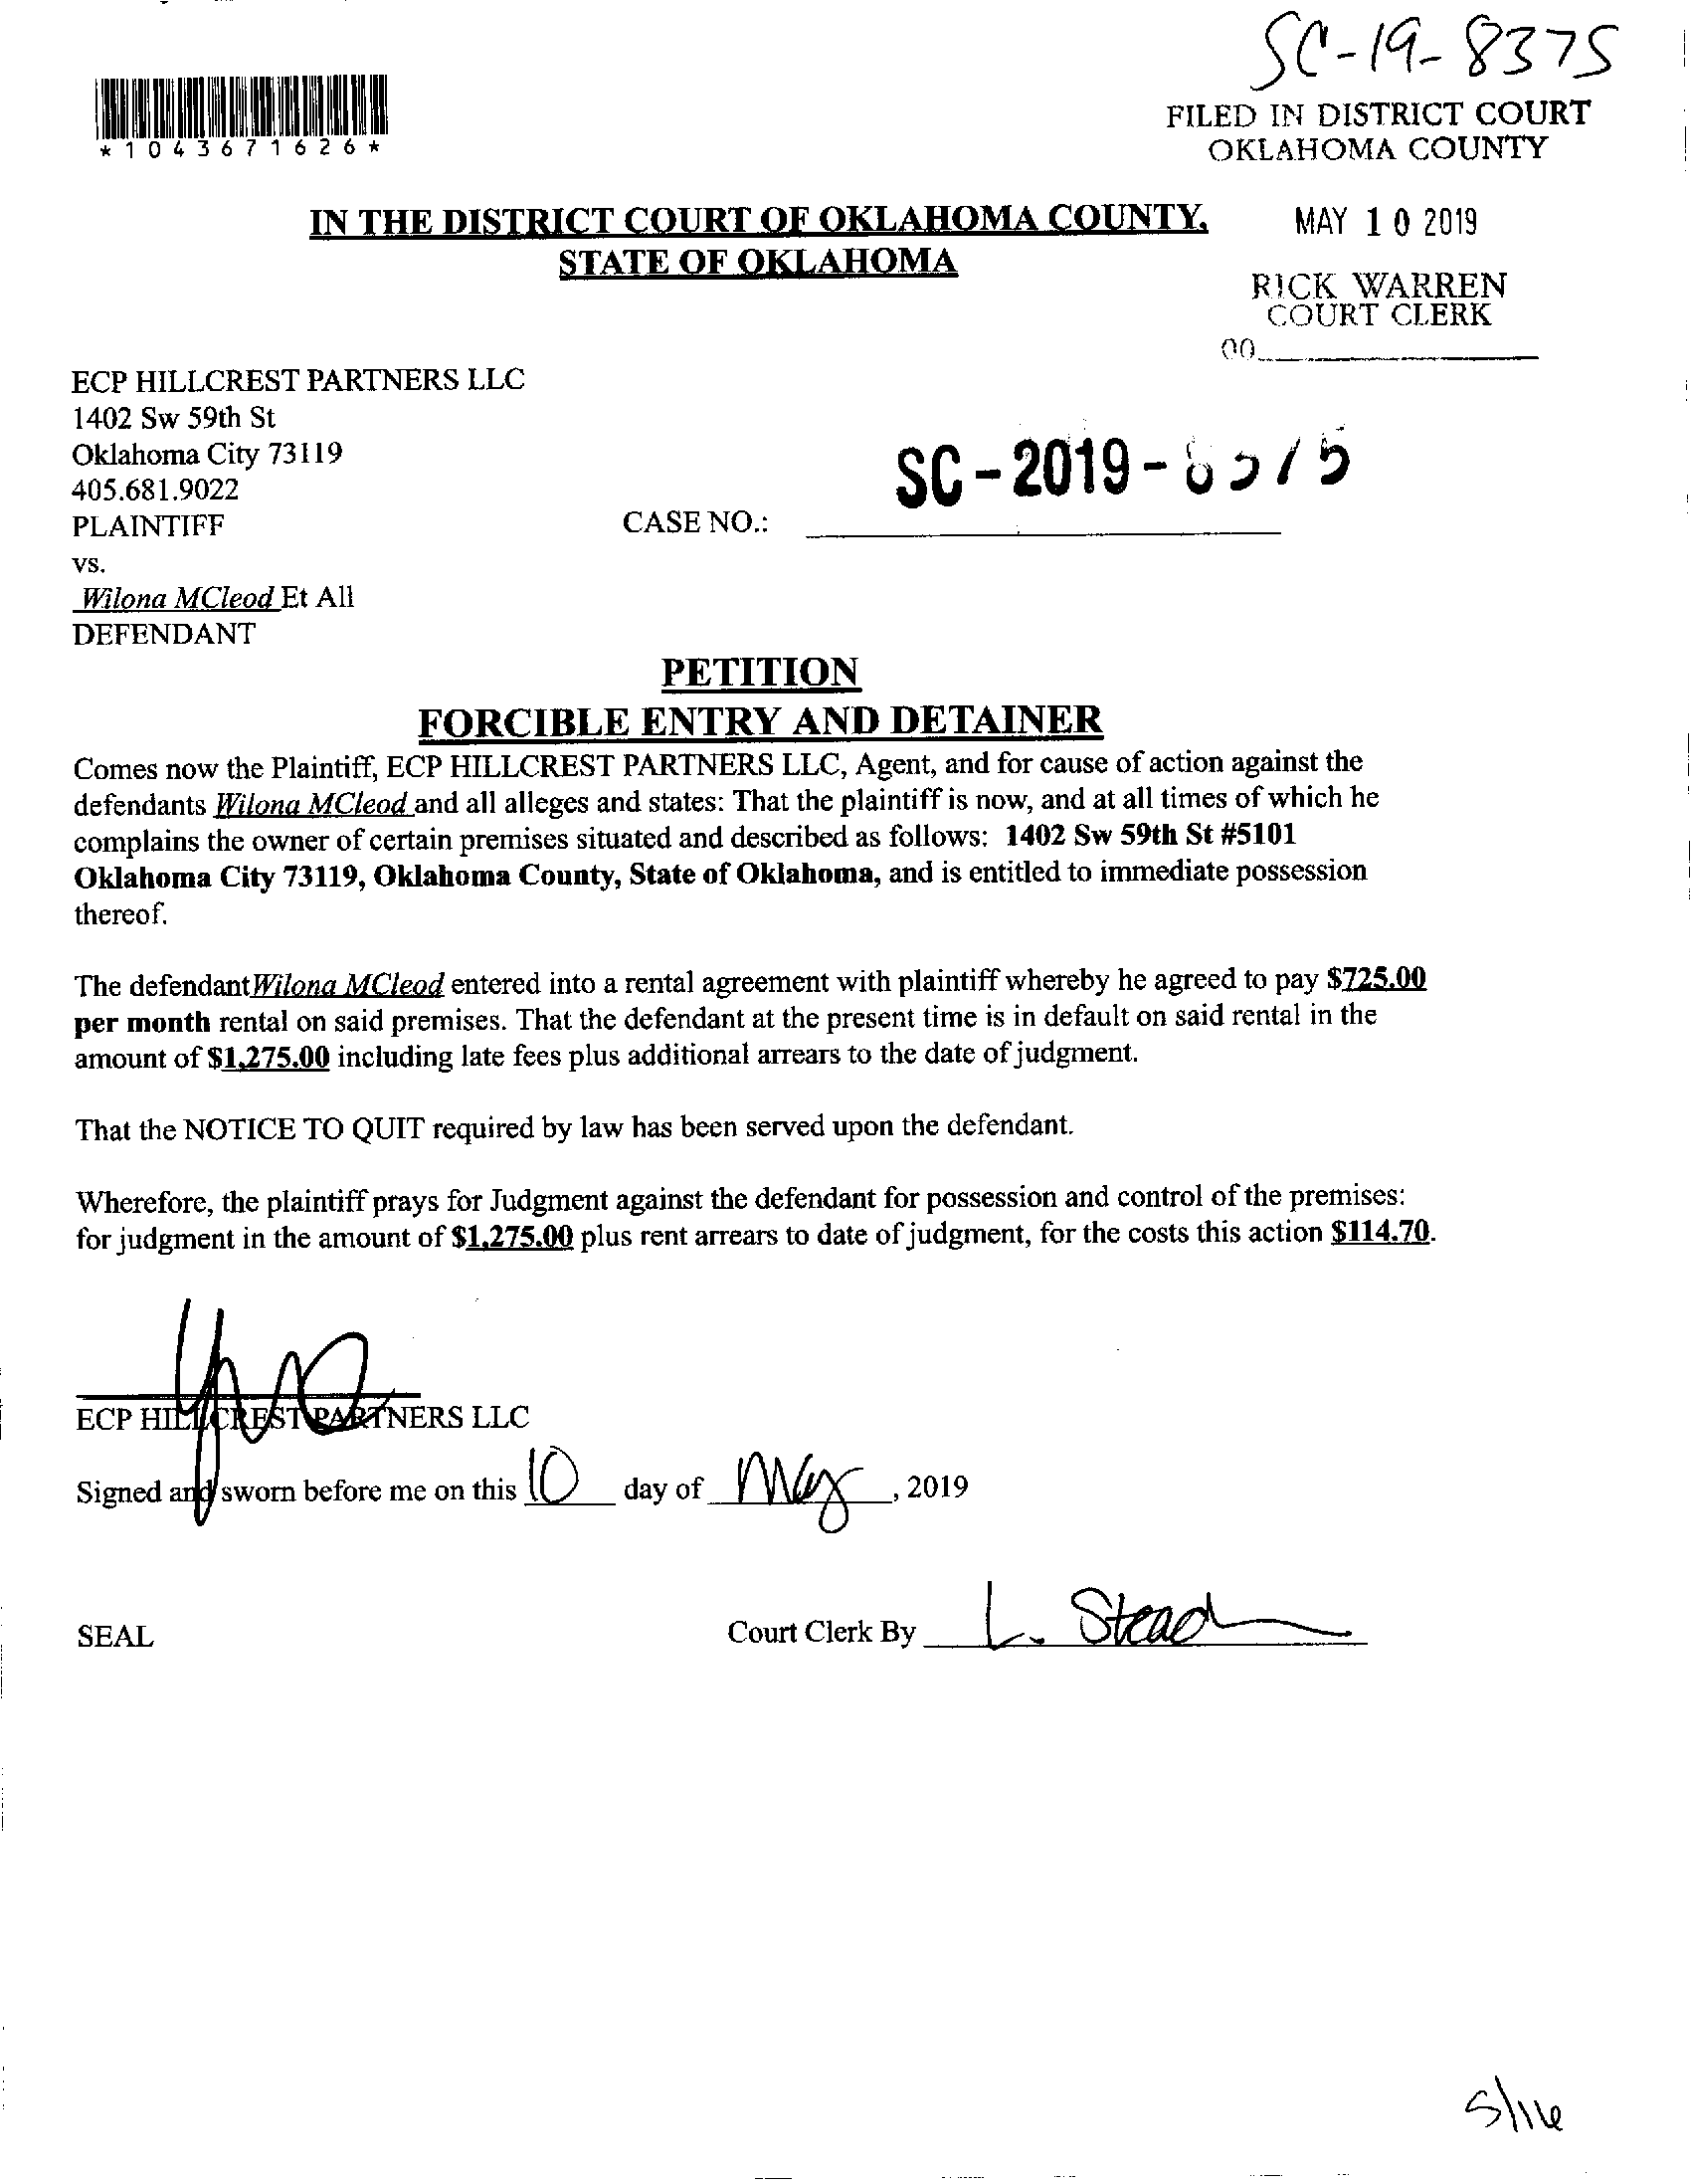 SC-19-8375
*1043671626*
FILED IN DISTRICT COURT
OKLAHOMA COUNTY
IN THE DISTRICT COURT OF OKLAHOMA COUNTY,
STATE OF OKLAHOMA
MAY 10 2019
RICK WARREN
COURT CLERK
ECP HILLCREST PARTNERS LLC
1402 Sw 59th St
Oklahoma City 73119
405.681.9022
PLAINTIFF
CASE NO.: SC-2019-
vs.
Wilona MCleod Et All
DEFENDANT
PETITION
FORCIBLE ENTRY AND DETAINER
Comes now the Plaintiff, ECP HILLCREST PARTNERS LLC, Agent, and for cause of action against the
defendants Wilona MCleod and all alleges and states: That the plaintiff is now, and at all times of which he
complains the owner of certain premises situated and described as follows: 1402 Sw 59th St #5101
Oklahoma City 73119, Oklahoma County, State of Oklahoma, and is entitled to immediate possession
thereof.
The defendant Wilona MCleod entered into a rental agreement with plaintiff whereby he agreed to pay $725.00
per month rental on said premises. That the defendant at the present time is in default on said rental in the
amount of $1,275.00 including late fees plus additional arrears to the date of judgment.
That the NOTICE TO QUIT required by law has been served upon the defendant.
Wherefore, the plaintiff prays for Judgment against the defendant for possession and control of the premises:
for judgment in the amount of $1,275.00 plus rent arrears to date of judgment, for the costs this action $114.70.
ECP HILLCREST PARTNERS LLC
Signed and sworn before me on this 10 day of May, 2019
SEAL
Court Clerk By L. Stead
5/16